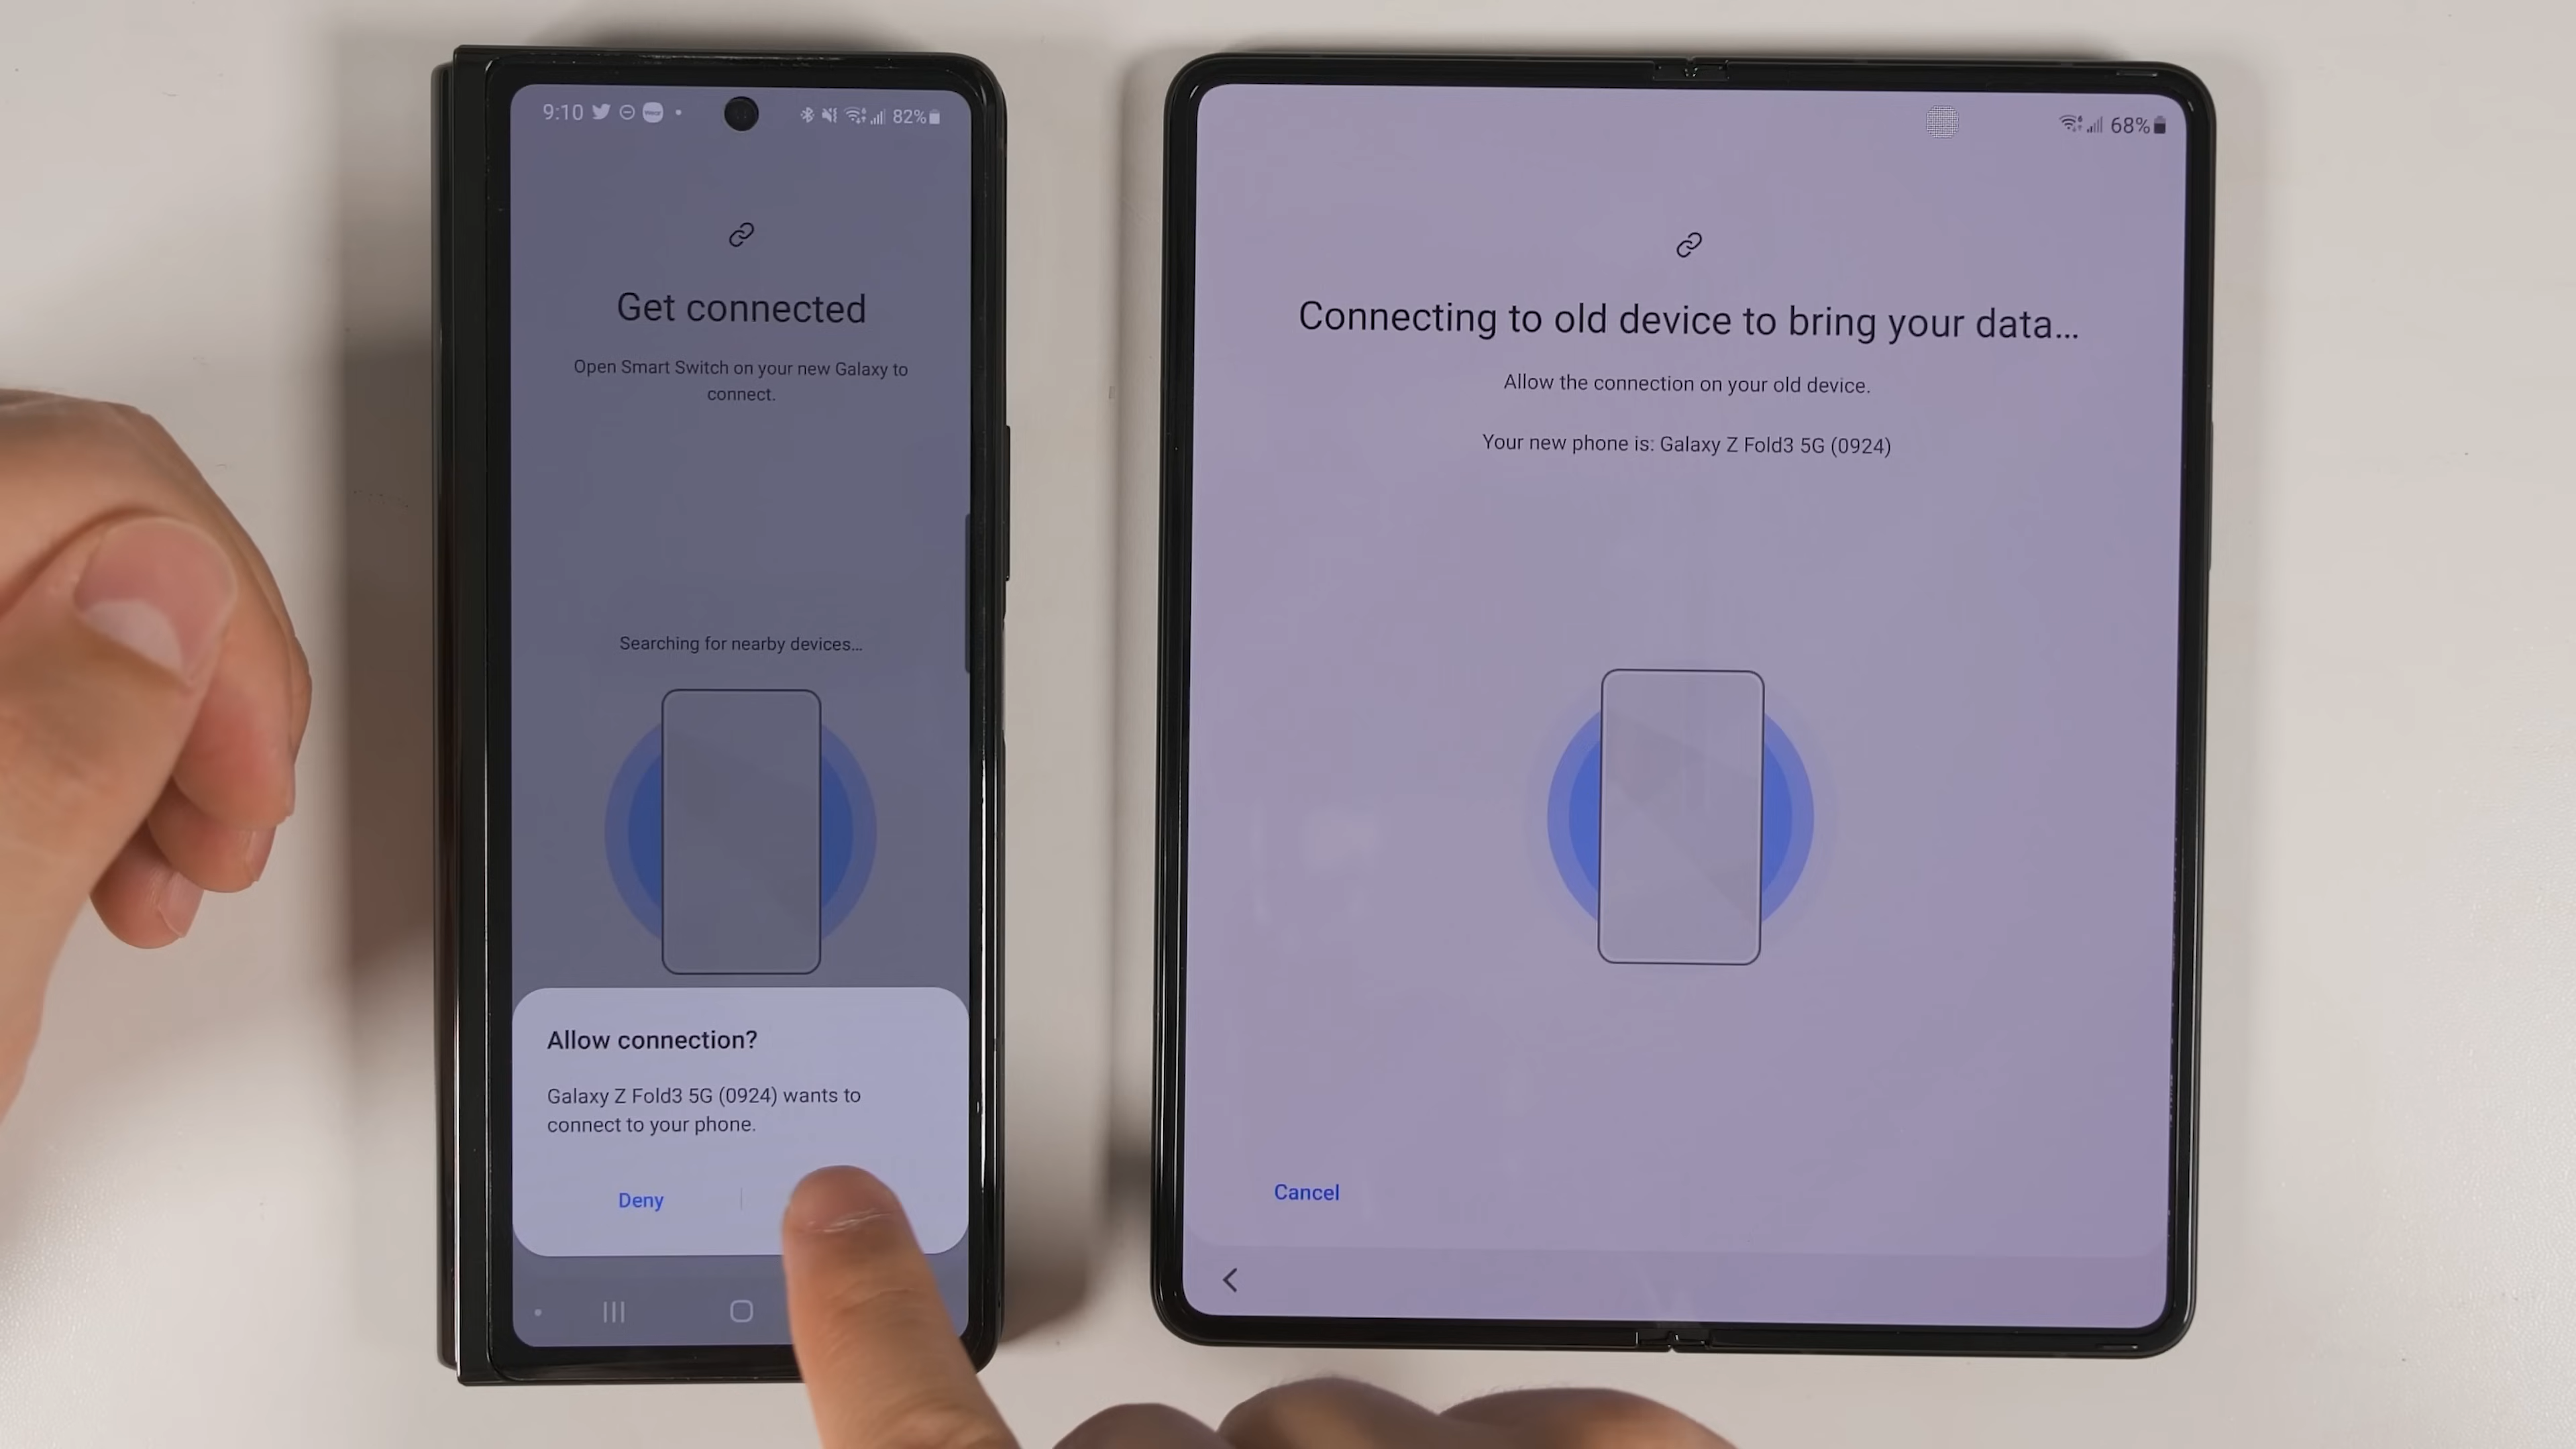 9:10
82%
Get connected
Open Smart Switch on your new Galaxy to
connect.
Searching for nearby devices...
Allow connection?
Galaxy Z Fold3 5G (0924) wants to
connect to your phone.
Deny
68%
Connecting to old device to bring your data...
Allow the connection on your old device.
Your new phone is: Galaxy Z Fold3 5G (0924)
Cancel